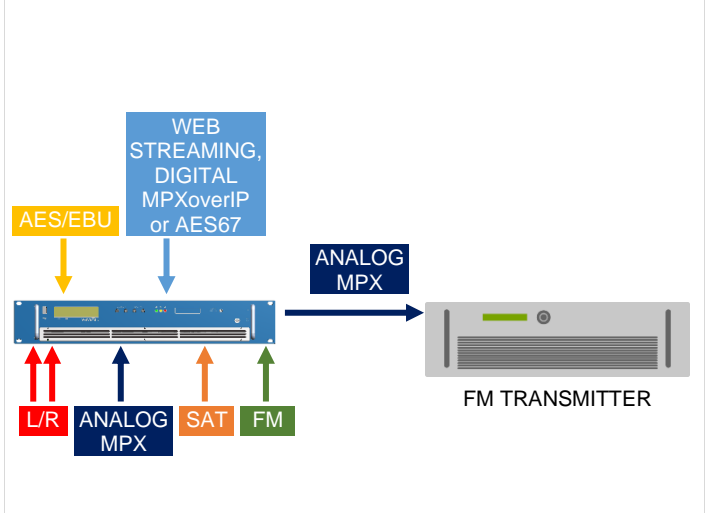 WEB
STREAMING,
DIGITAL
MPXoverIP
or AES67
AES/EBU
ANALOG
MPX
L/R
ANALOG
MPX
SAT
FM
FM TRANSMITTER